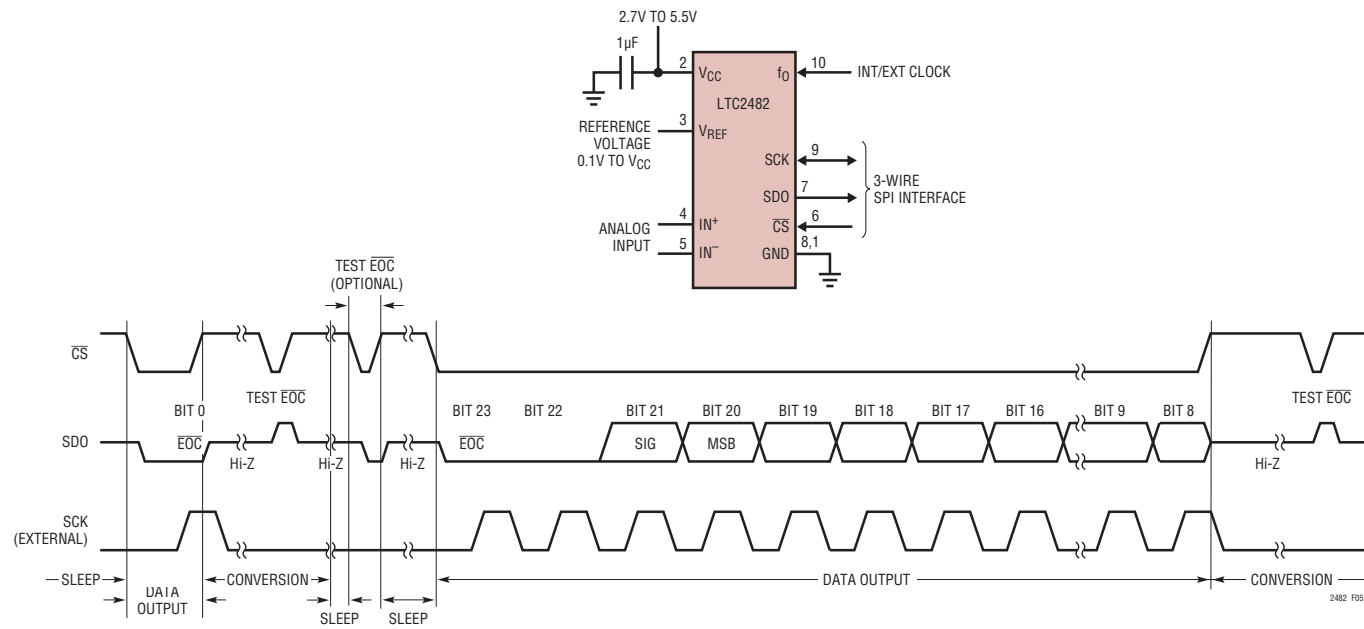 2.7V TO 5.5V
1µF
2
VCC
fO
10
INT/EXT CLOCK
LTC2482
REFERENCE
VOLTAGE
0.1V TO VCC
3
VREF
SCK
9
SDO
7
3-WIRE
SPI INTERFACE
CS
6
ANALOG
INPUT
4
IN+
5
IN–
GND
8,1
TEST EOC
(OPTIONAL)
CS
TEST EOC
TEST EOC
BIT 0
BIT 23
BIT 22
BIT 21
BIT 20
BIT 19
BIT 18
BIT 17
BIT 16
BIT 9
BIT 8
SDO
EOC
EOC
SIG
MSB
Hi-Z
Hi-Z
Hi-Z
Hi-Z
SCK
(EXTERNAL)
SLEEP
DATA
OUTPUT
CONVERSION
SLEEP
SLEEP
DATA OUTPUT
CONVERSION
2482 F05